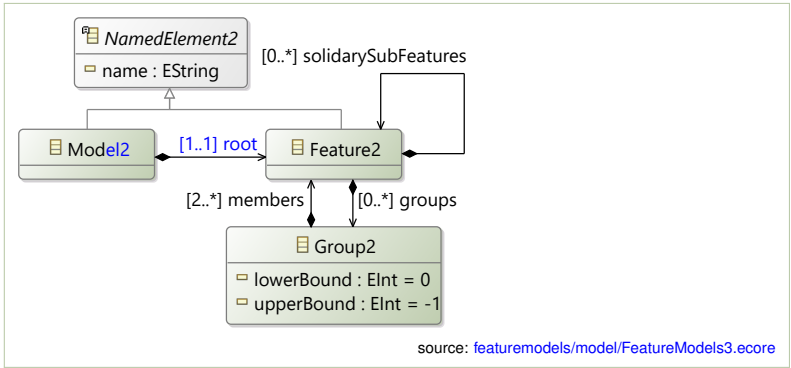 NamedElement2
name : EString
[0..*] solidarySubFeatures
Model2
[1..1] root
Feature2
[2..*] members
[0..*] groups
Group2
lowerBound : EInt = 0
upperBound : EInt = -1
source: featuremodels/model/FeatureModels3.ecore